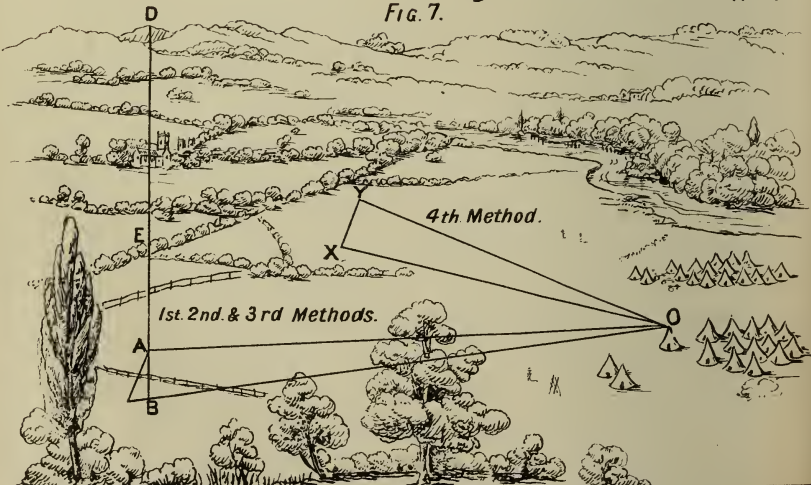 D
FIG. 7.
Y
4th Method.
E
X
1st. 2nd. & 3rd Methods.
O
A
B